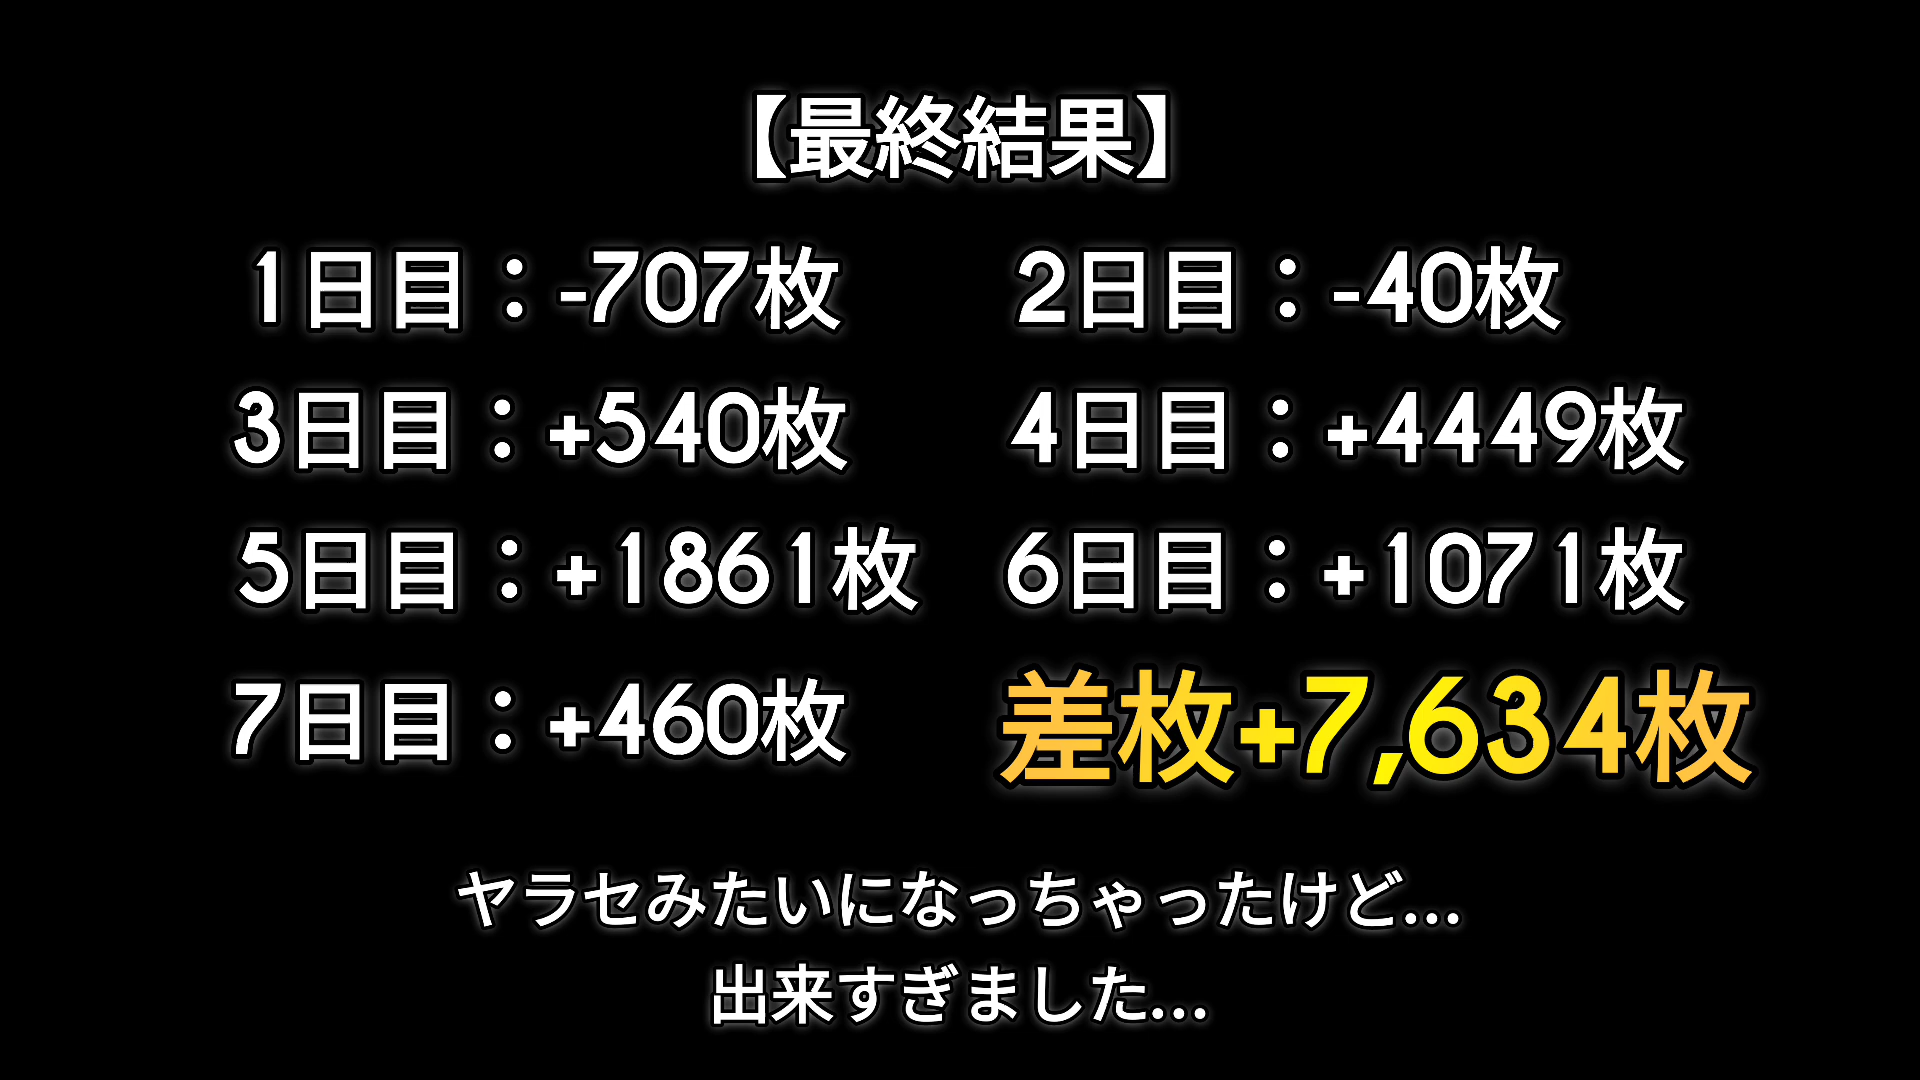 【最終結果】
1日目：-707枚
2日目：-40枚
3日目：+540枚
4日目：+4449枚
5日目：+1861枚
6日目：+1071枚
7日目：+460枚
差枚+7,634枚
ヤラセみたいになっちゃったけど...
出来すぎました...